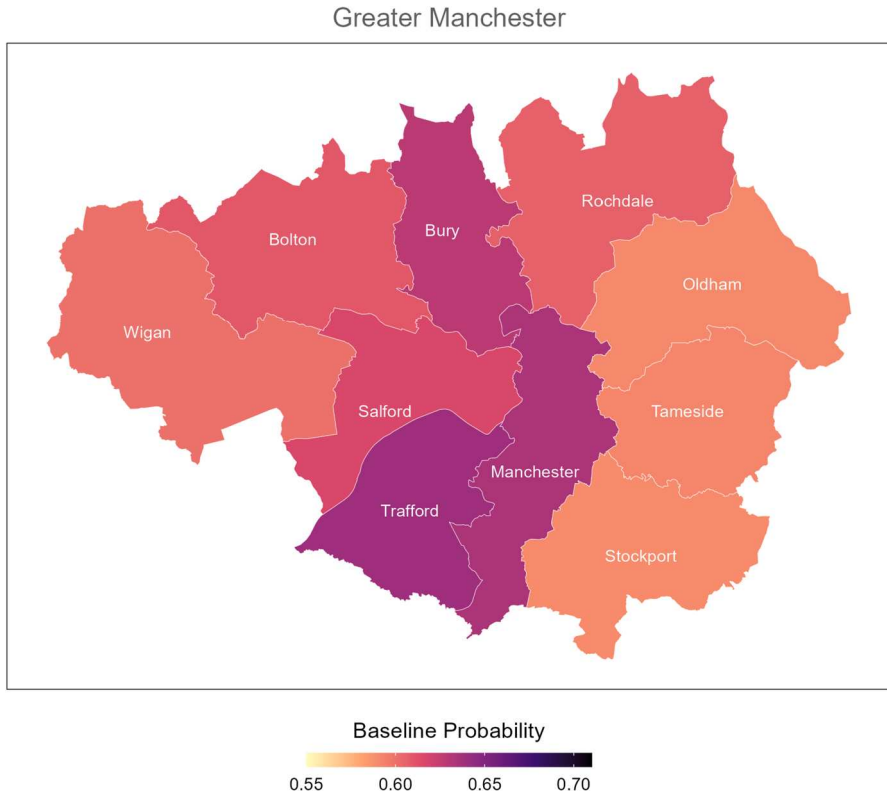 Greater Manchester
Rochdale
Bury
Bolton
Oldham
Wigan
Salford
Tameside
Manchester
Trafford
Stockport
Baseline Probability
0.55 0.60 0.65 0.70